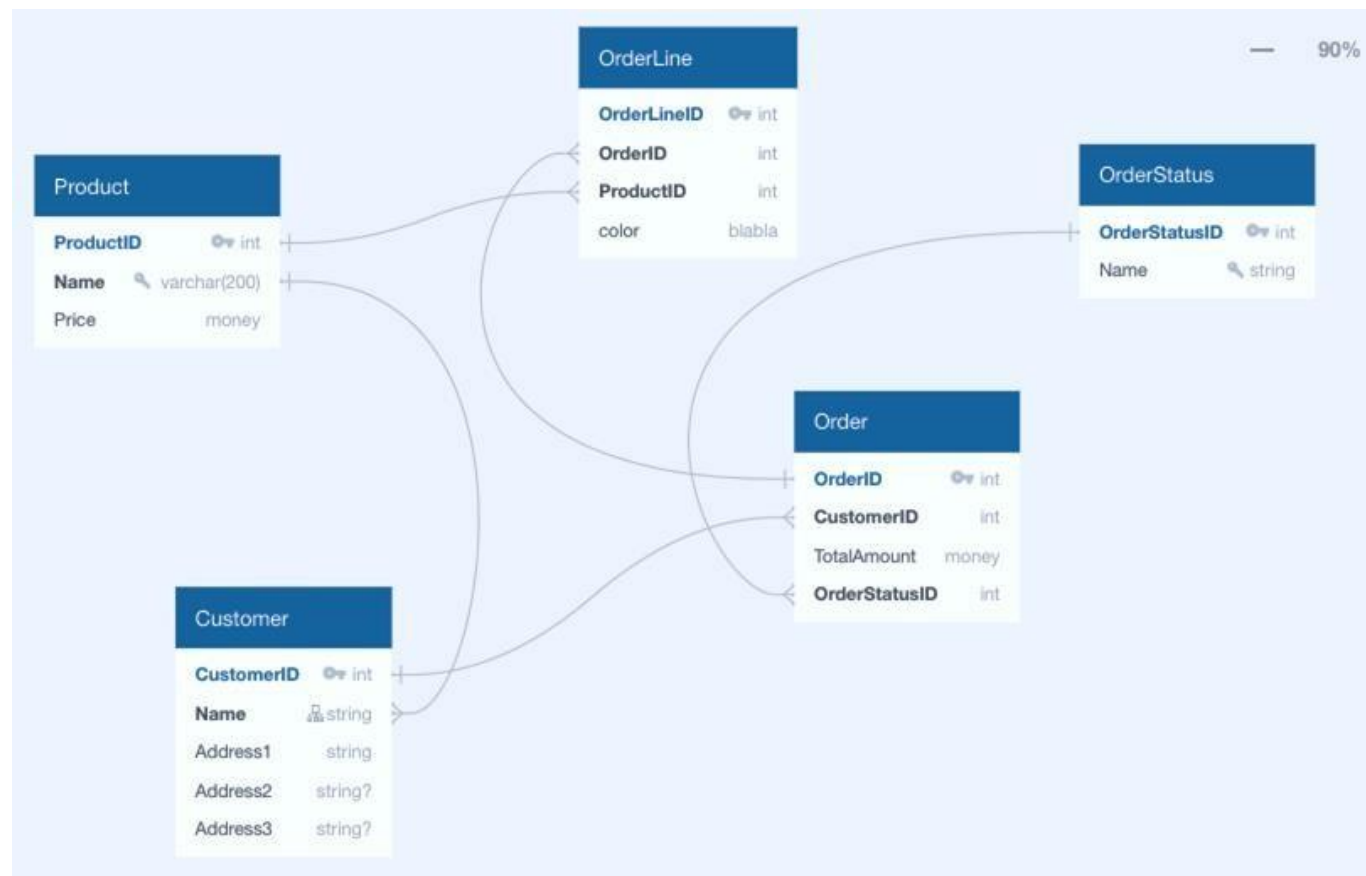 — 90%
OrderLine
OrderLineID int
OrderID int
ProductID int
color blabla
Product
ProductID int
Name varchar(200)
Price money
OrderStatus
OrderStatusID int
Name string
Order
OrderID int
CustomerID int
TotalAmount money
OrderStatusID int
Customer
CustomerID int
Name string
Address1 string
Address2 string?
Address3 string?